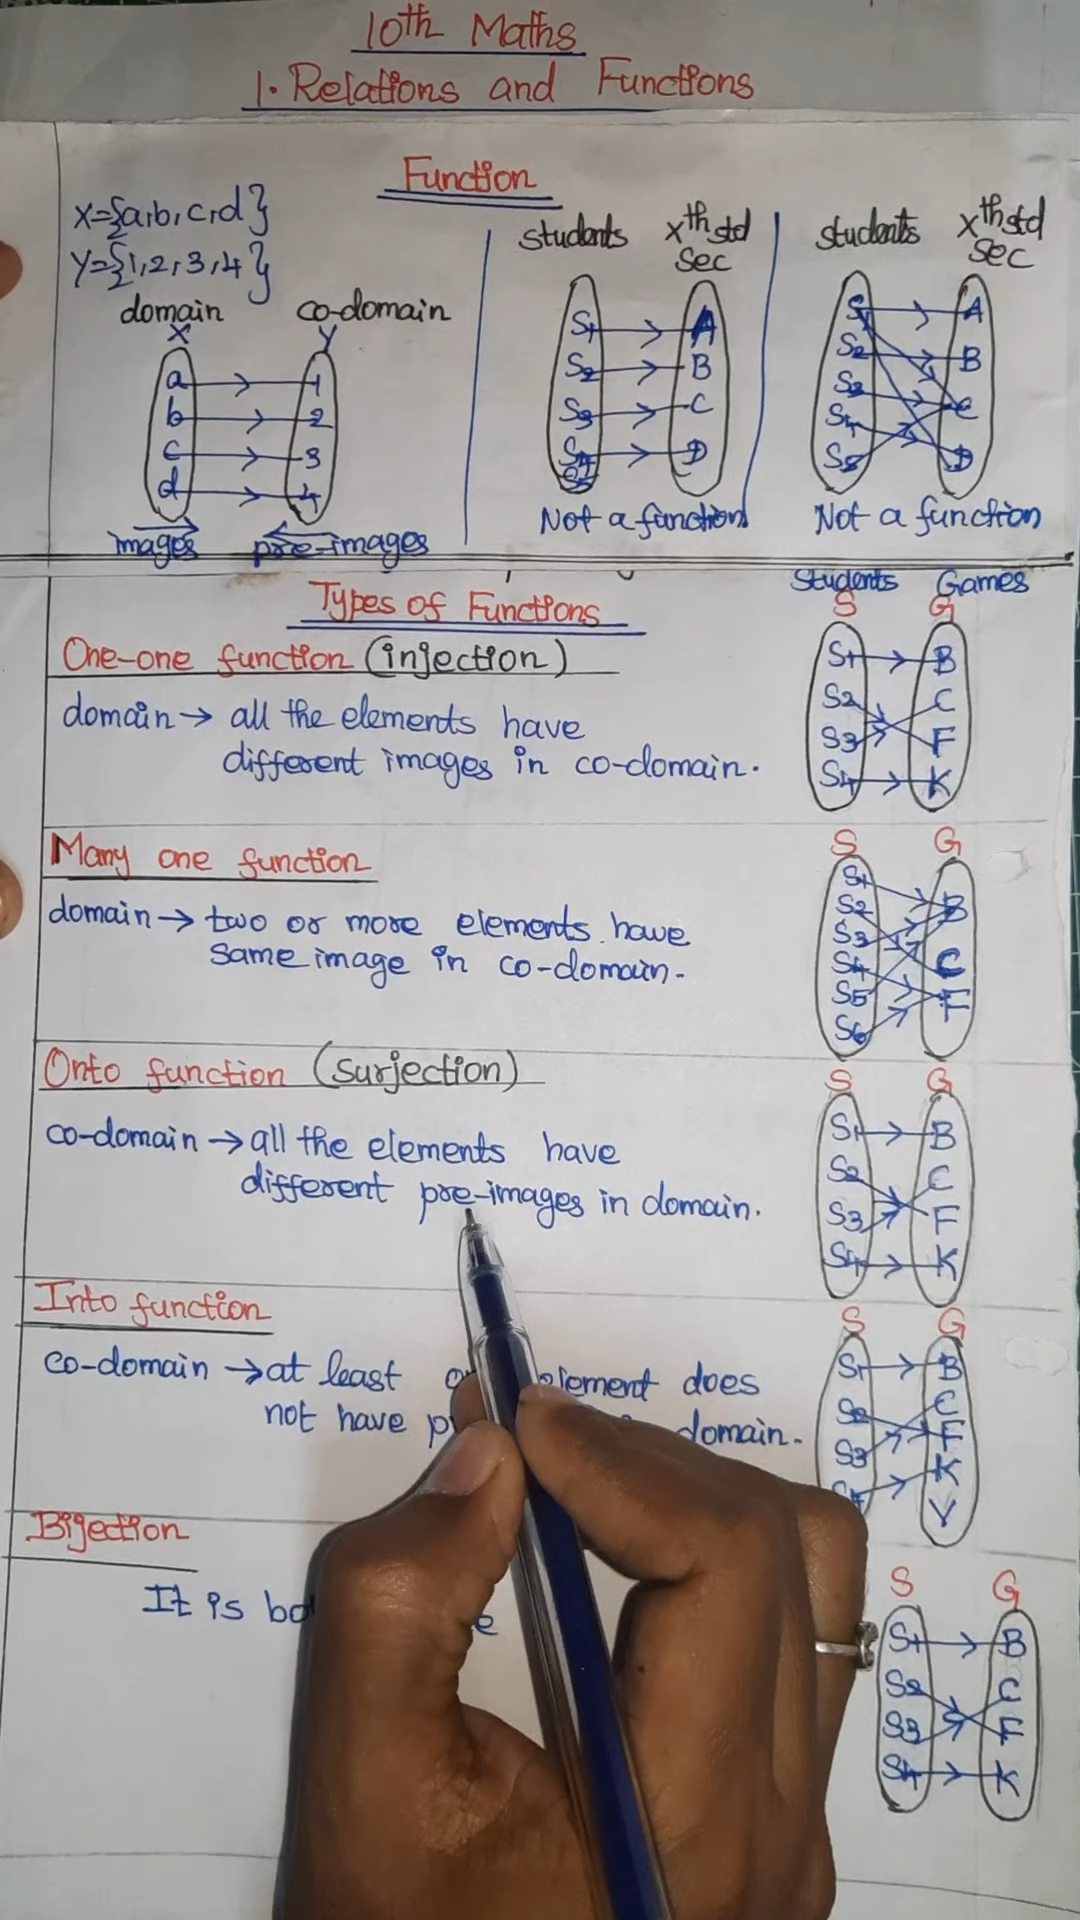 10th Maths
1. Relations and Functions
Function
X={a,b,c,d}
Y={1,2,3,4}
domain co-domain
X Y
a 1
b 2
c 3
d 4
images pre-images
students Xth std
sec
S1 A
S2 B
S3 C
S4 D
Not a function
students Xth std
sec
S1 A
S2 B
S3 C
S4 D
S5
Not a function
Types of Functions
One-one function (injection)
domain → all the elements have
different images in co-domain.
Students Games
S G
S1 B
S2 C
S3 F
S4 K
Many one function
domain → two or more elements have
same image in co-domain.
S G
S1 B
S2 C
S3 F
S4
S5
S6
Onto function (surjection)
co-domain → all the elements have
different pre-images in domain.
S G
S1 B
S2 C
S3 F
S4 K
Into function
co-domain → at least element does
not have domain.
S G
S1 B
S2 C
S3 F
K
V
Bijection
It is
S G
S1 B
S2 C
S3 F
S4 K